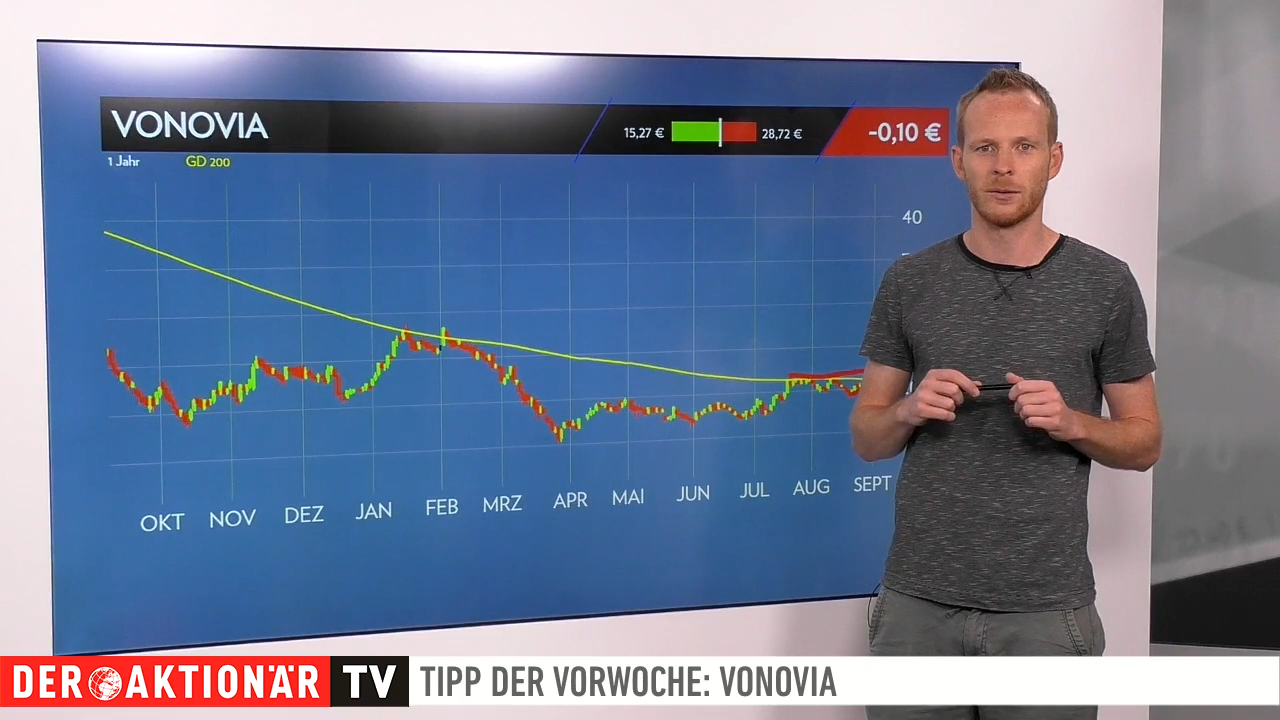 VONOVIA
15,27 €
28,72 €
-0,10 €
1 Jahr
GD 200
40
OKT NOV DEZ JAN FEB MRZ APR MAI JUN JUL AUG SEPT
DER AKTIONÄR TV
TIPP DER VORWOCHE: VONOVIA